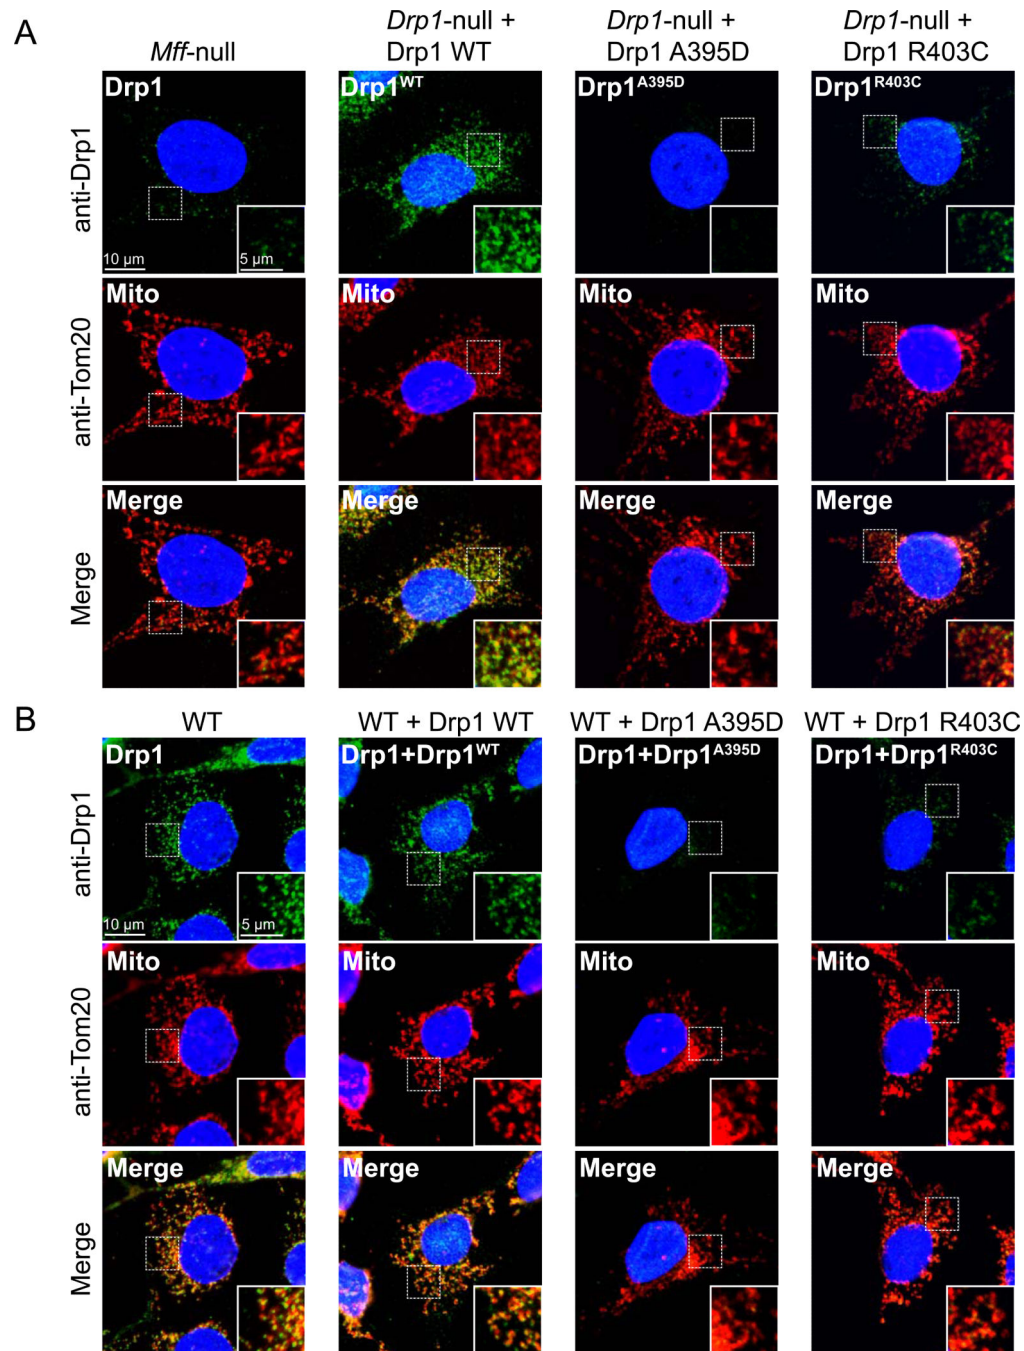 A
Mff-null
Drp1-null +
Drp1 WT
Drp1-null +
Drp1 A395D
Drp1-null +
Drp1 R403C
anti-Drp1
Drp1
10 µm
5 µm
Drp1WT
Drp1A395D
Drp1R403C
anti-Tom20
Mito
Mito
Mito
Mito
Merge
Merge
Merge
Merge
Merge
B
WT
WT + Drp1 WT
WT + Drp1 A395D
WT + Drp1 R403C
anti-Drp1
Drp1
10 µm
5 µm
Drp1+Drp1WT
Drp1+Drp1A395D
Drp1+Drp1R403C
anti-Tom20
Mito
Mito
Mito
Mito
Merge
Merge
Merge
Merge
Merge